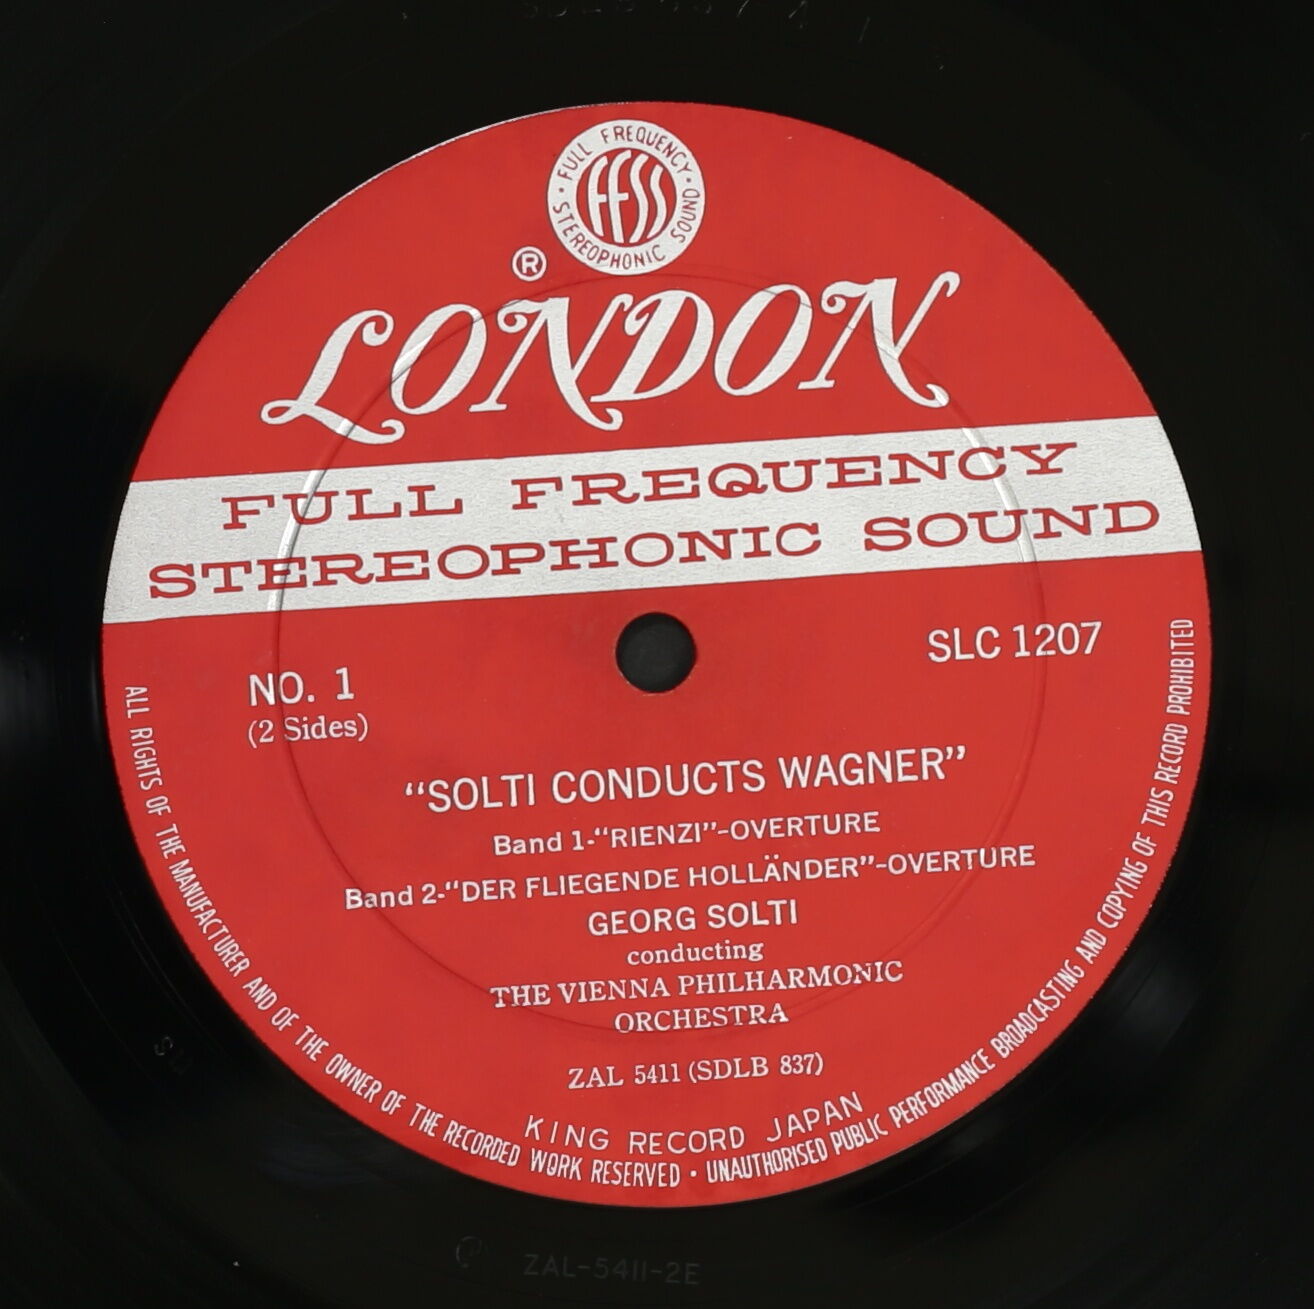 FULL FREQUENCY
STEREOPHONIC SOUND
FFSS
®
LONDON
FULL FREQUENCY
STEREOPHONIC SOUND
NO. 1
(2 Sides)
SLC 1207
“SOLTI CONDUCTS WAGNER”
Band 1-“RIENZI”-OVERTURE
Band 2-“DER FLIEGENDE HOLLÄNDER”-OVERTURE
GEORG SOLTI
conducting
THE VIENNA PHILHARMONIC
ORCHESTRA
ZAL 5411 (SDLB 837)
KING RECORD JAPAN
ALL RIGHTS OF THE MANUFACTURER AND OF THE OWNER OF THE RECORDED WORK RESERVED · UNAUTHORISED PUBLIC PERFORMANCE BROADCASTING AND COPYING OF THIS RECORD PROHIBITED
ZAL-5411-2E